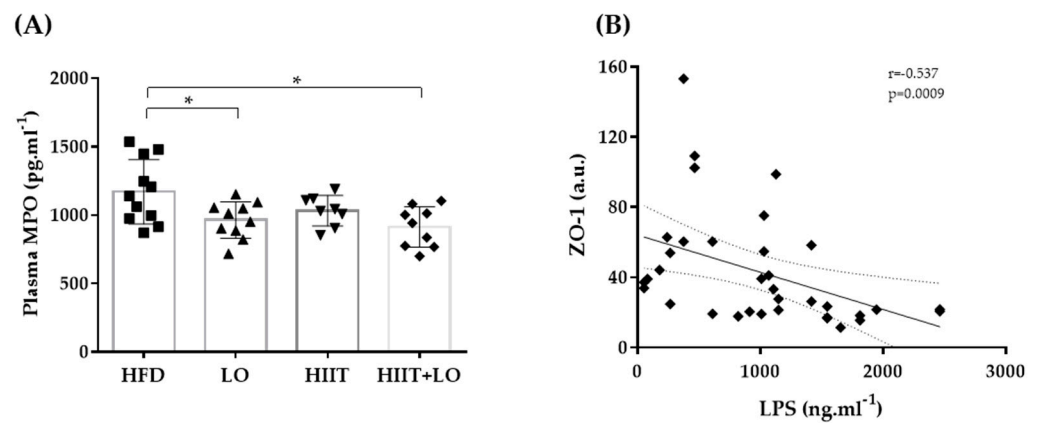 (A)
Plasma MPO (pg.ml-1)
2000
1500
1000
500
0
*
*
HFD LO HIIT HIIT+LO
(B)
ZO-1 (a.u.)
160
120
80
40
0
r=-0.537
p=0.0009
0 1000 2000 3000
LPS (ng.ml-1)